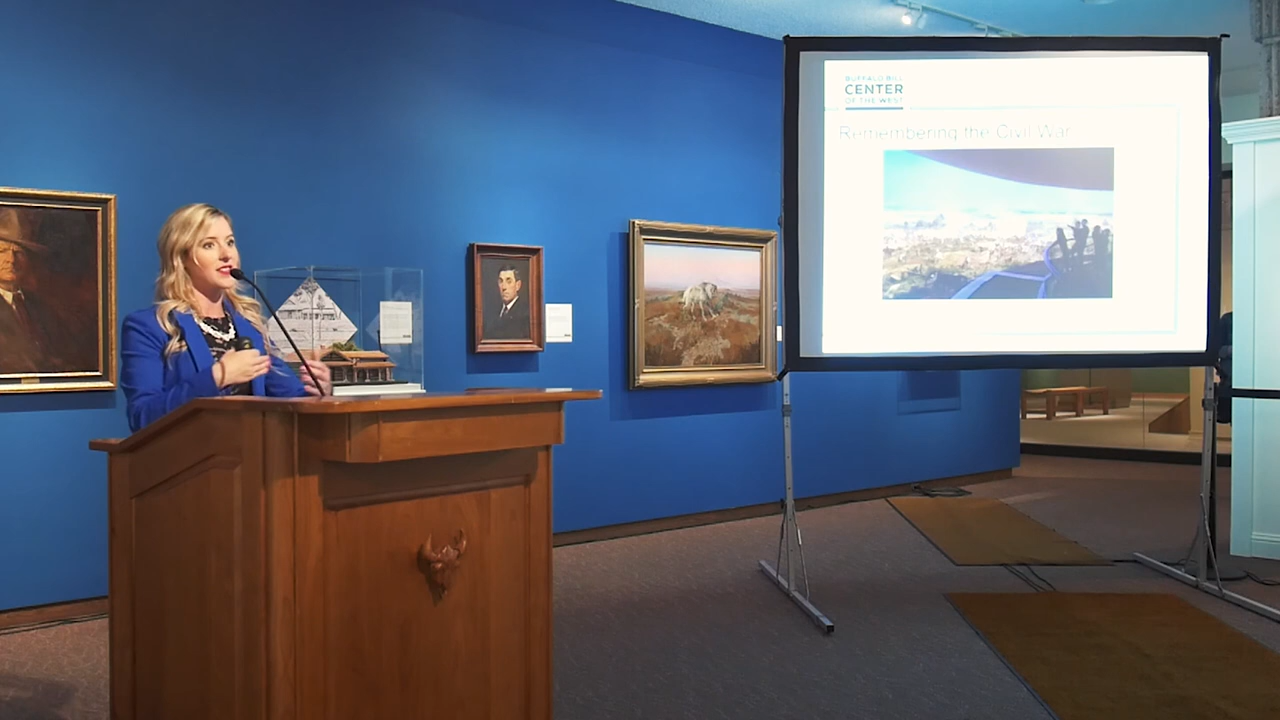 BUFFALO BILL
CENTER
OF THE WEST
Remembering the Civil War